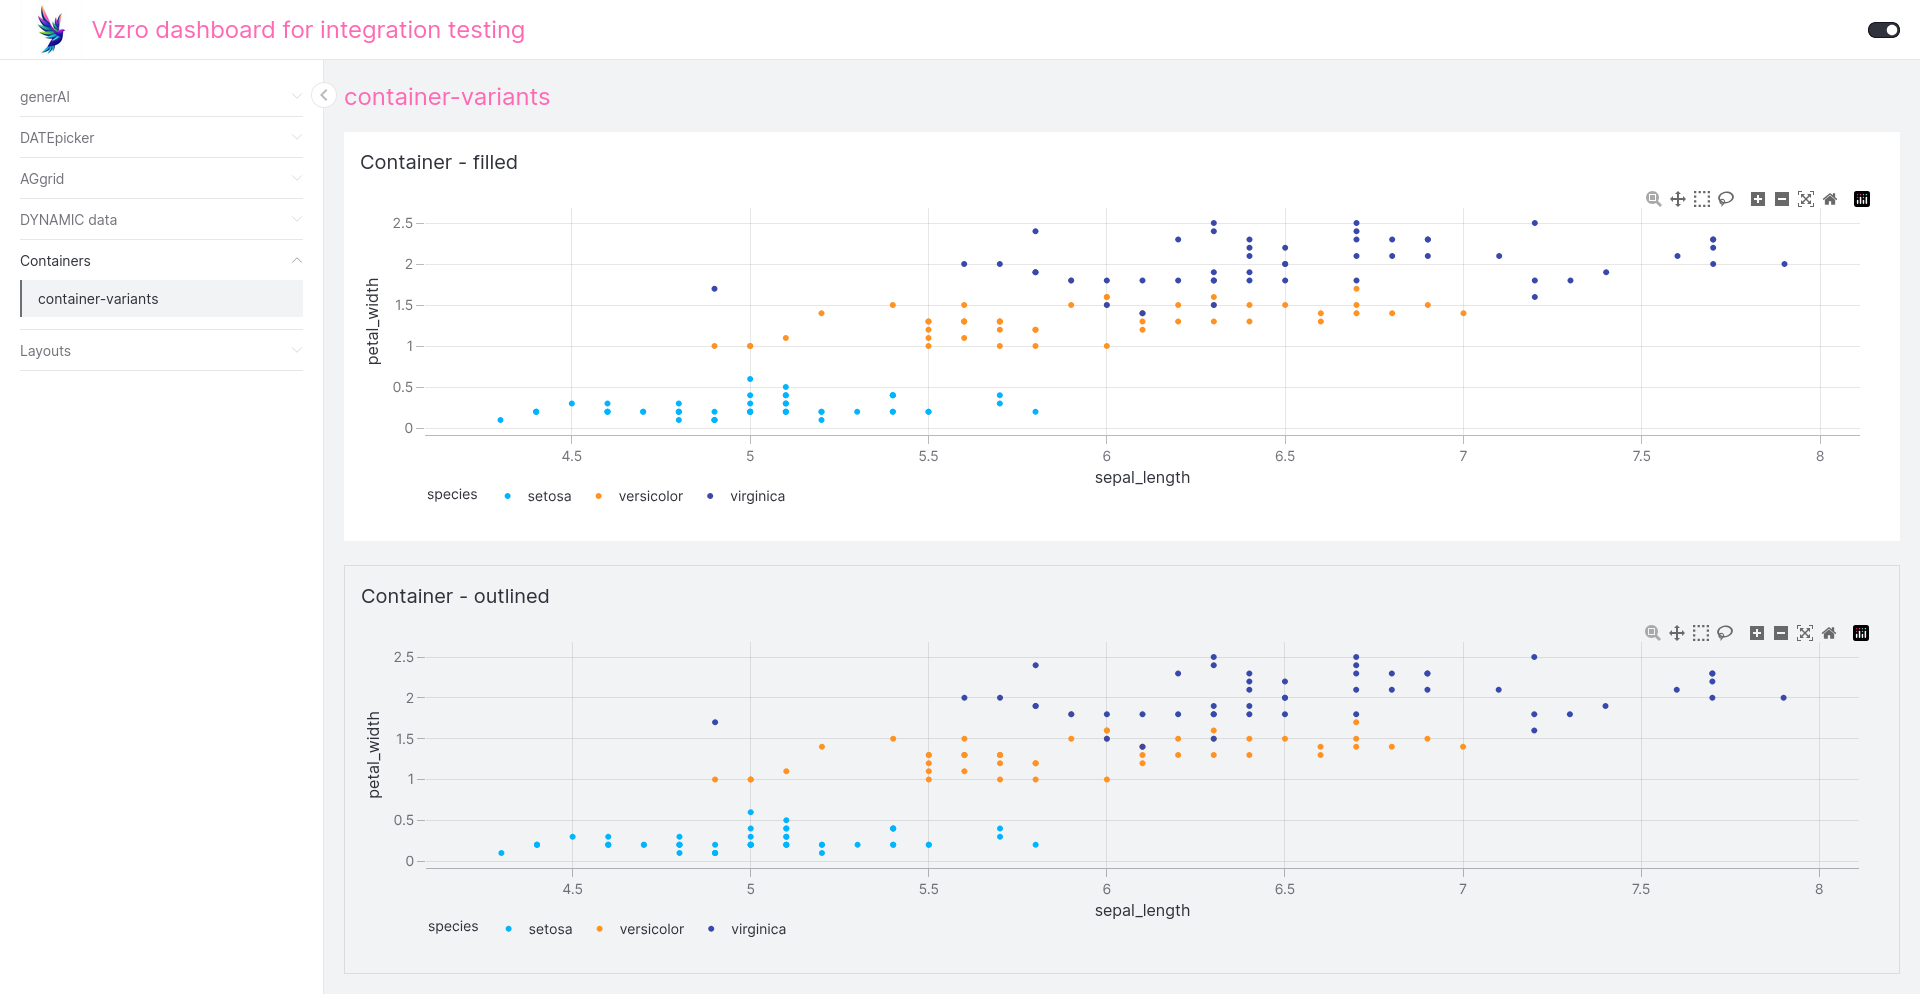 Vizro dashboard for integration testing
generAI
DATEpicker
AGgrid
DYNAMIC data
Containers
container-variants
Layouts
container-variants
Container - filled
2.5
2
1.5
1
0.5
0
petal_width
4.5 5 5.5 6 6.5 7 7.5 8
sepal_length
species setosa versicolor virginica
Container - outlined
2.5
2
1.5
1
0.5
0
petal_width
4.5 5 5.5 6 6.5 7 7.5 8
sepal_length
species setosa versicolor virginica